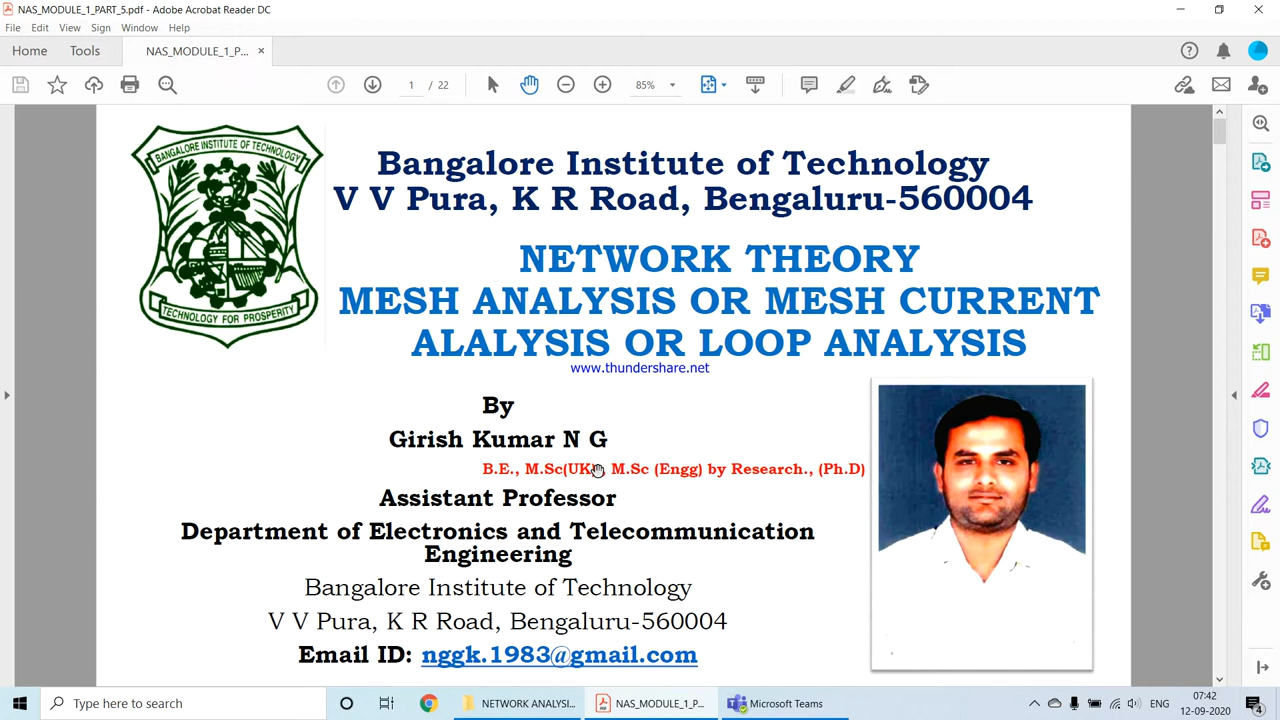 NAS_MODULE_1_PART_5.pdf - Adobe Acrobat Reader DC
File Edit View Sign Window Help
Home Tools NAS_MODULE_1_P... ×
1 / 22 85%
BANGALORE INSTITUTE OF TECHNOLOGY
TECHNOLOGY FOR PROSPERITY
Bangalore Institute of Technology
V V Pura, K R Road, Bengaluru-560004
NETWORK THEORY
MESH ANALYSIS OR MESH CURRENT
ALALYSIS OR LOOP ANALYSIS
www.thundershare.net
By
Girish Kumar N G
B.E., M.Sc(UK), M.Sc (Engg) by Research., (Ph.D)
Assistant Professor
Department of Electronics and Telecommunication
Engineering
Bangalore Institute of Technology
V V Pura, K R Road, Bengaluru-560004
Email ID: nggk.1983@gmail.com
Type here to search
NETWORK ANALYSI...
NAS_MODULE_1_P...
Microsoft Teams
ENG
07:42
12-09-2020
4